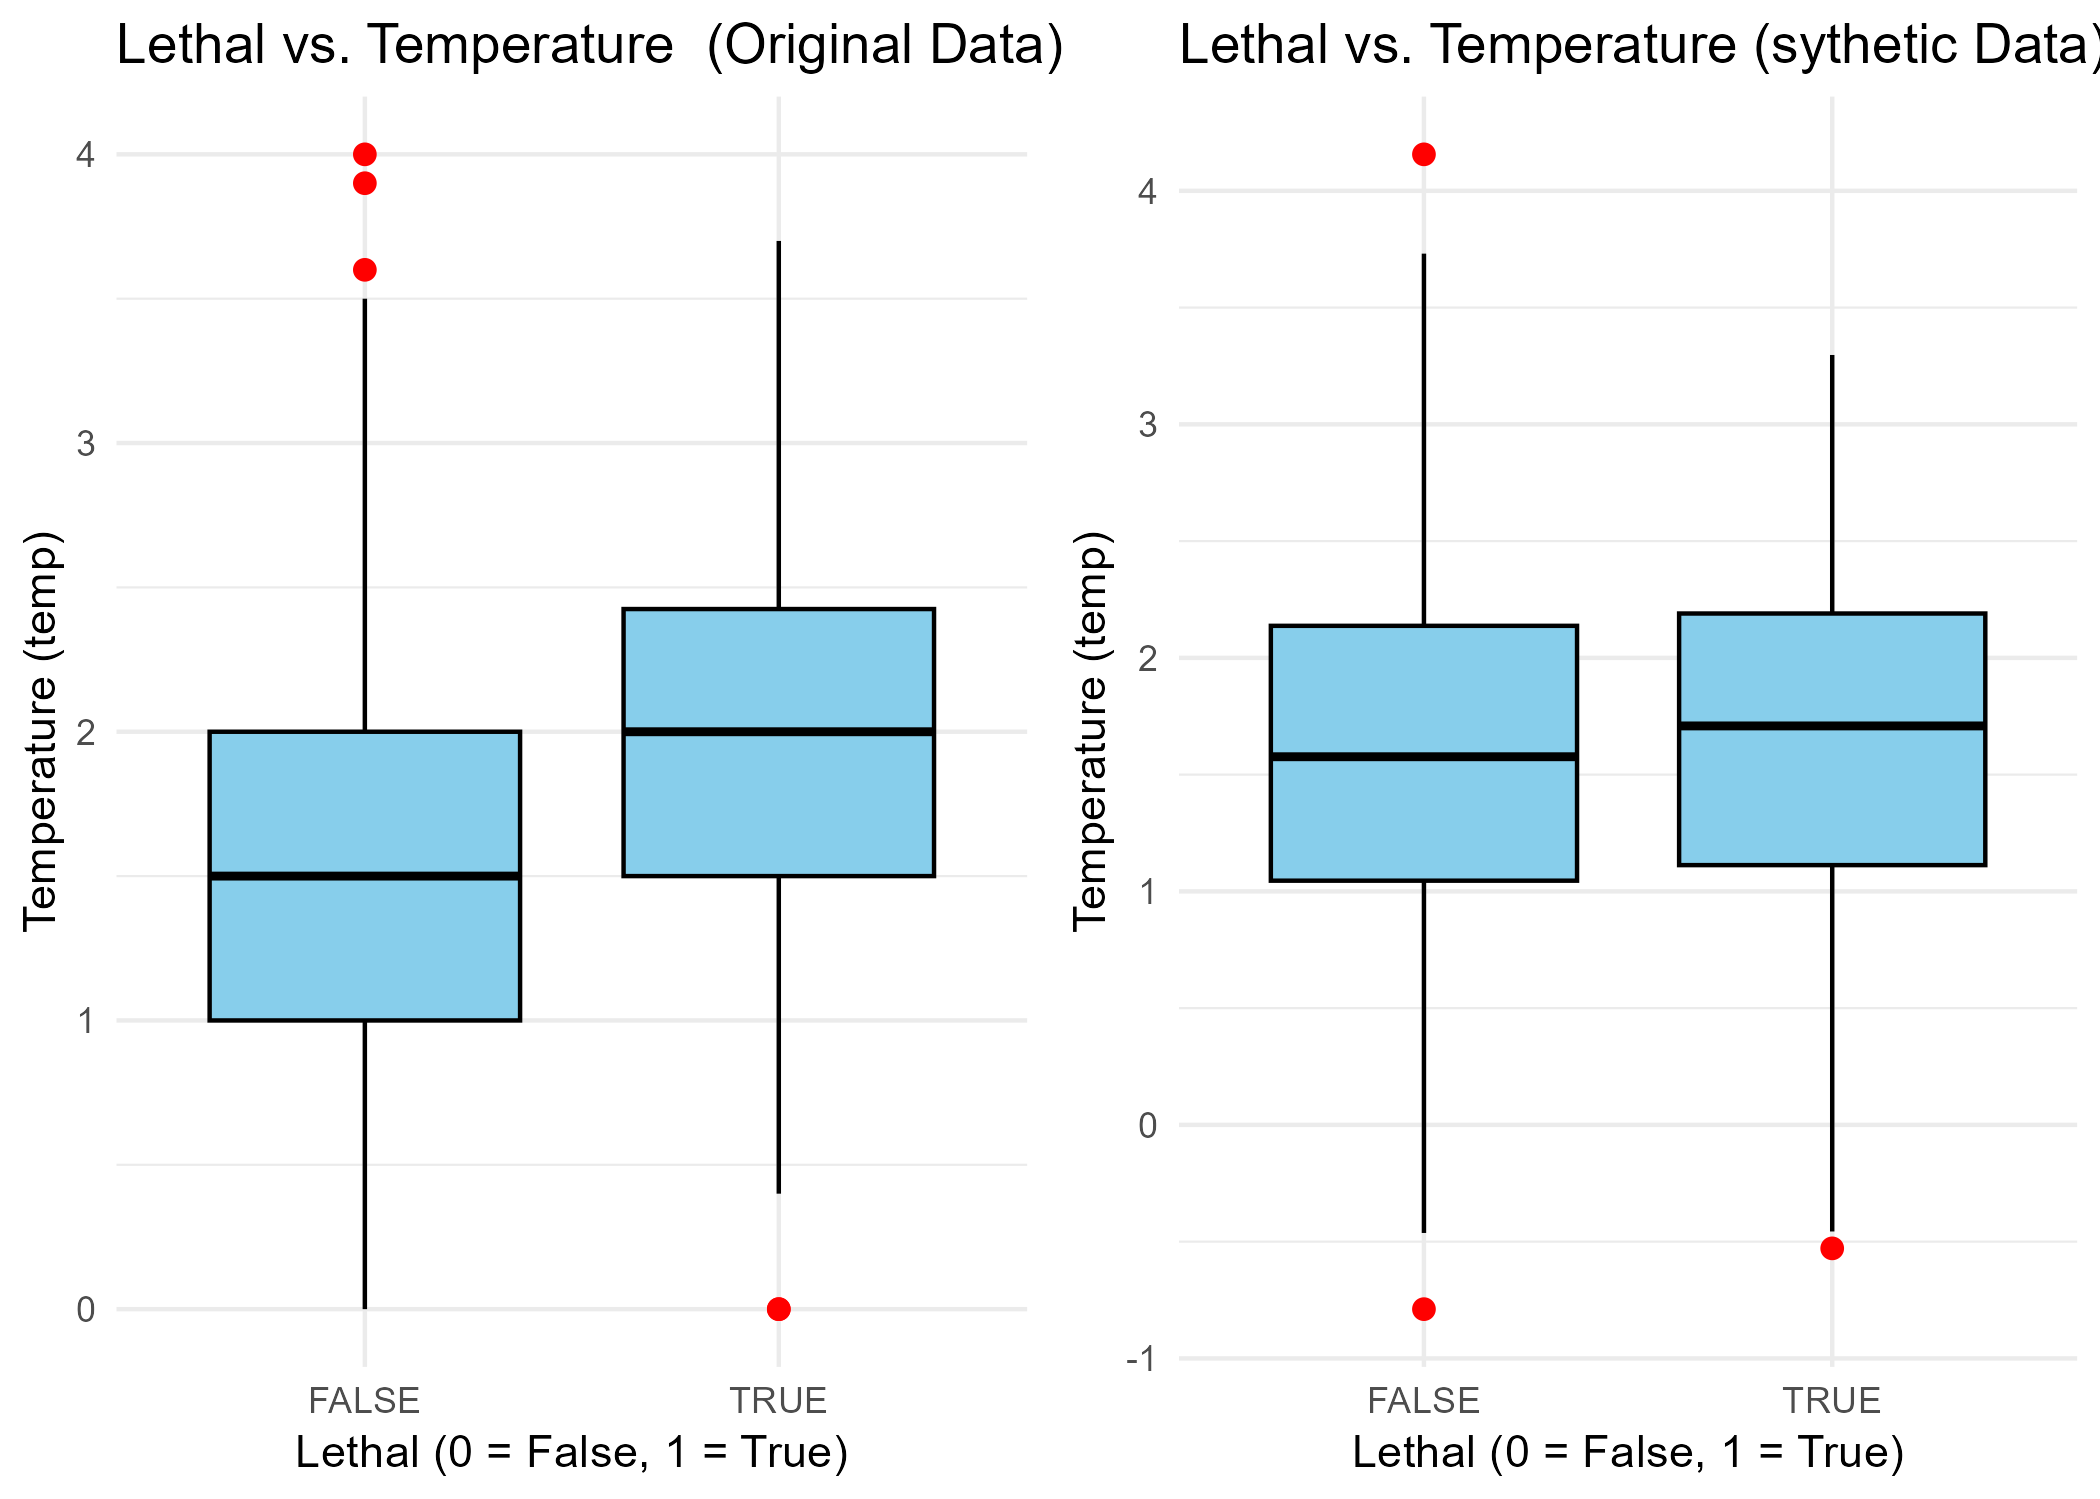 Lethal vs. Temperature  (Original Data)
4
3
2
1
0
Temperature (temp)
FALSE
TRUE
Lethal (0 = False, 1 = True)
Lethal vs. Temperature (sythetic Data)
4
3
2
1
0
-1
Temperature (temp)
FALSE
TRUE
Lethal (0 = False, 1 = True)